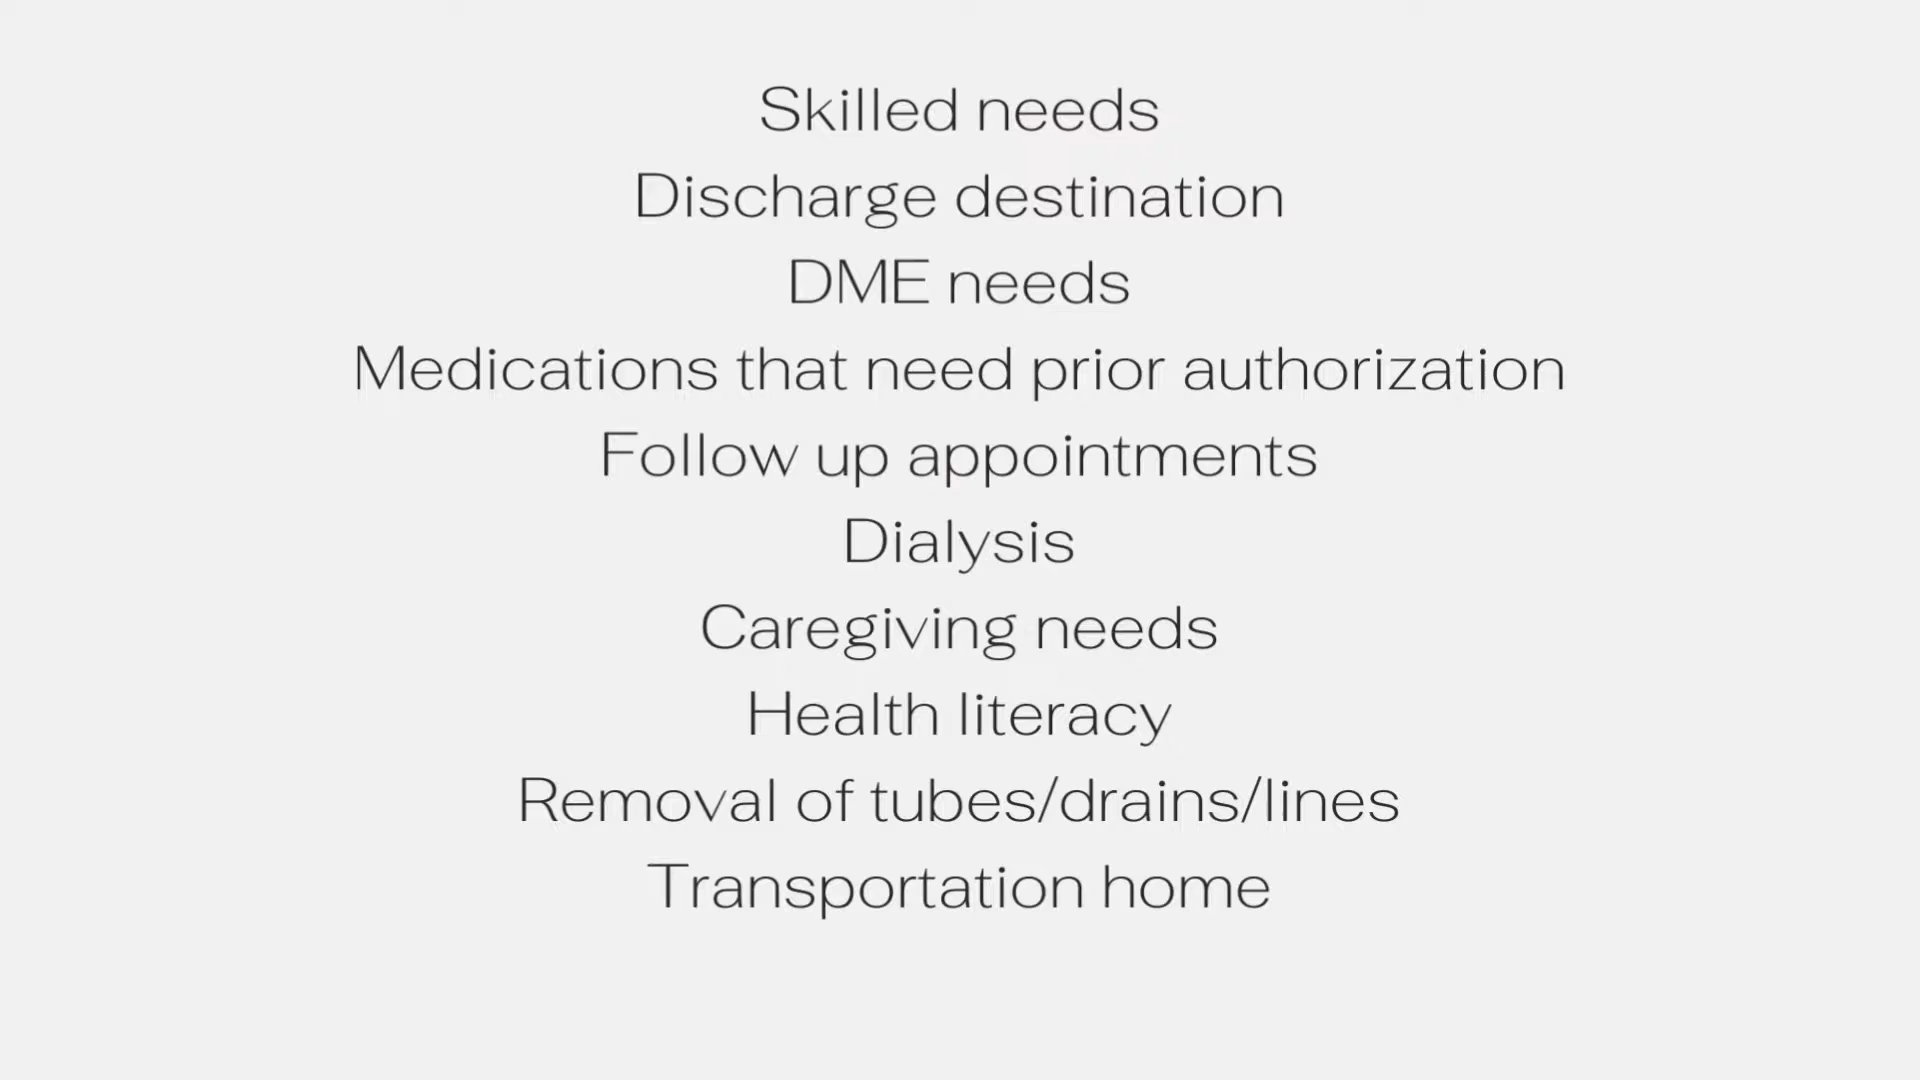 Skilled needs
Discharge destination
DME needs
Medications that need prior authorization
Follow up appointments
Dialysis
Caregiving needs
Health literacy
Removal of tubes/drains/lines
Transportation home